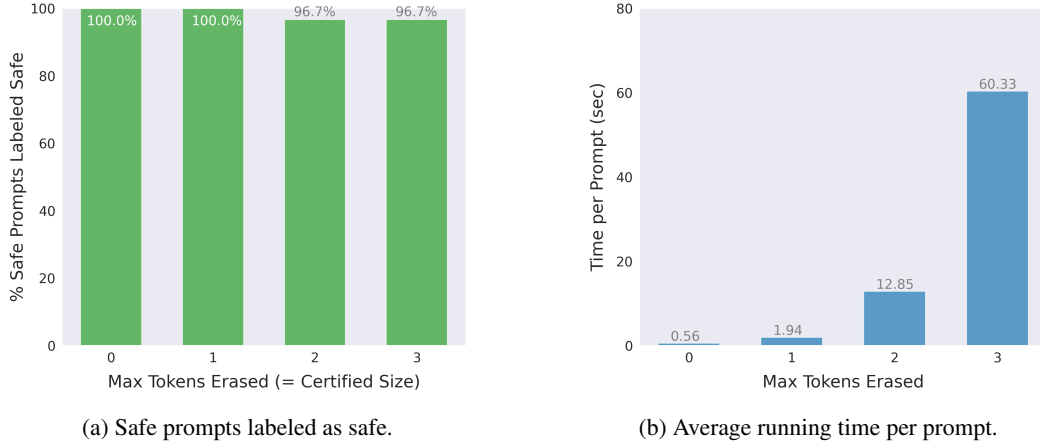 % Safe Prompts Labeled Safe
100
80
60
40
20
0
100.0%
100.0%
96.7%
96.7%
0 1 2 3
Max Tokens Erased (= Certified Size)
(a) Safe prompts labeled as safe.
Time per Prompt (sec)
80
60
40
20
0
0.56
1.94
12.85
60.33
0 1 2 3
Max Tokens Erased
(b) Average running time per prompt.